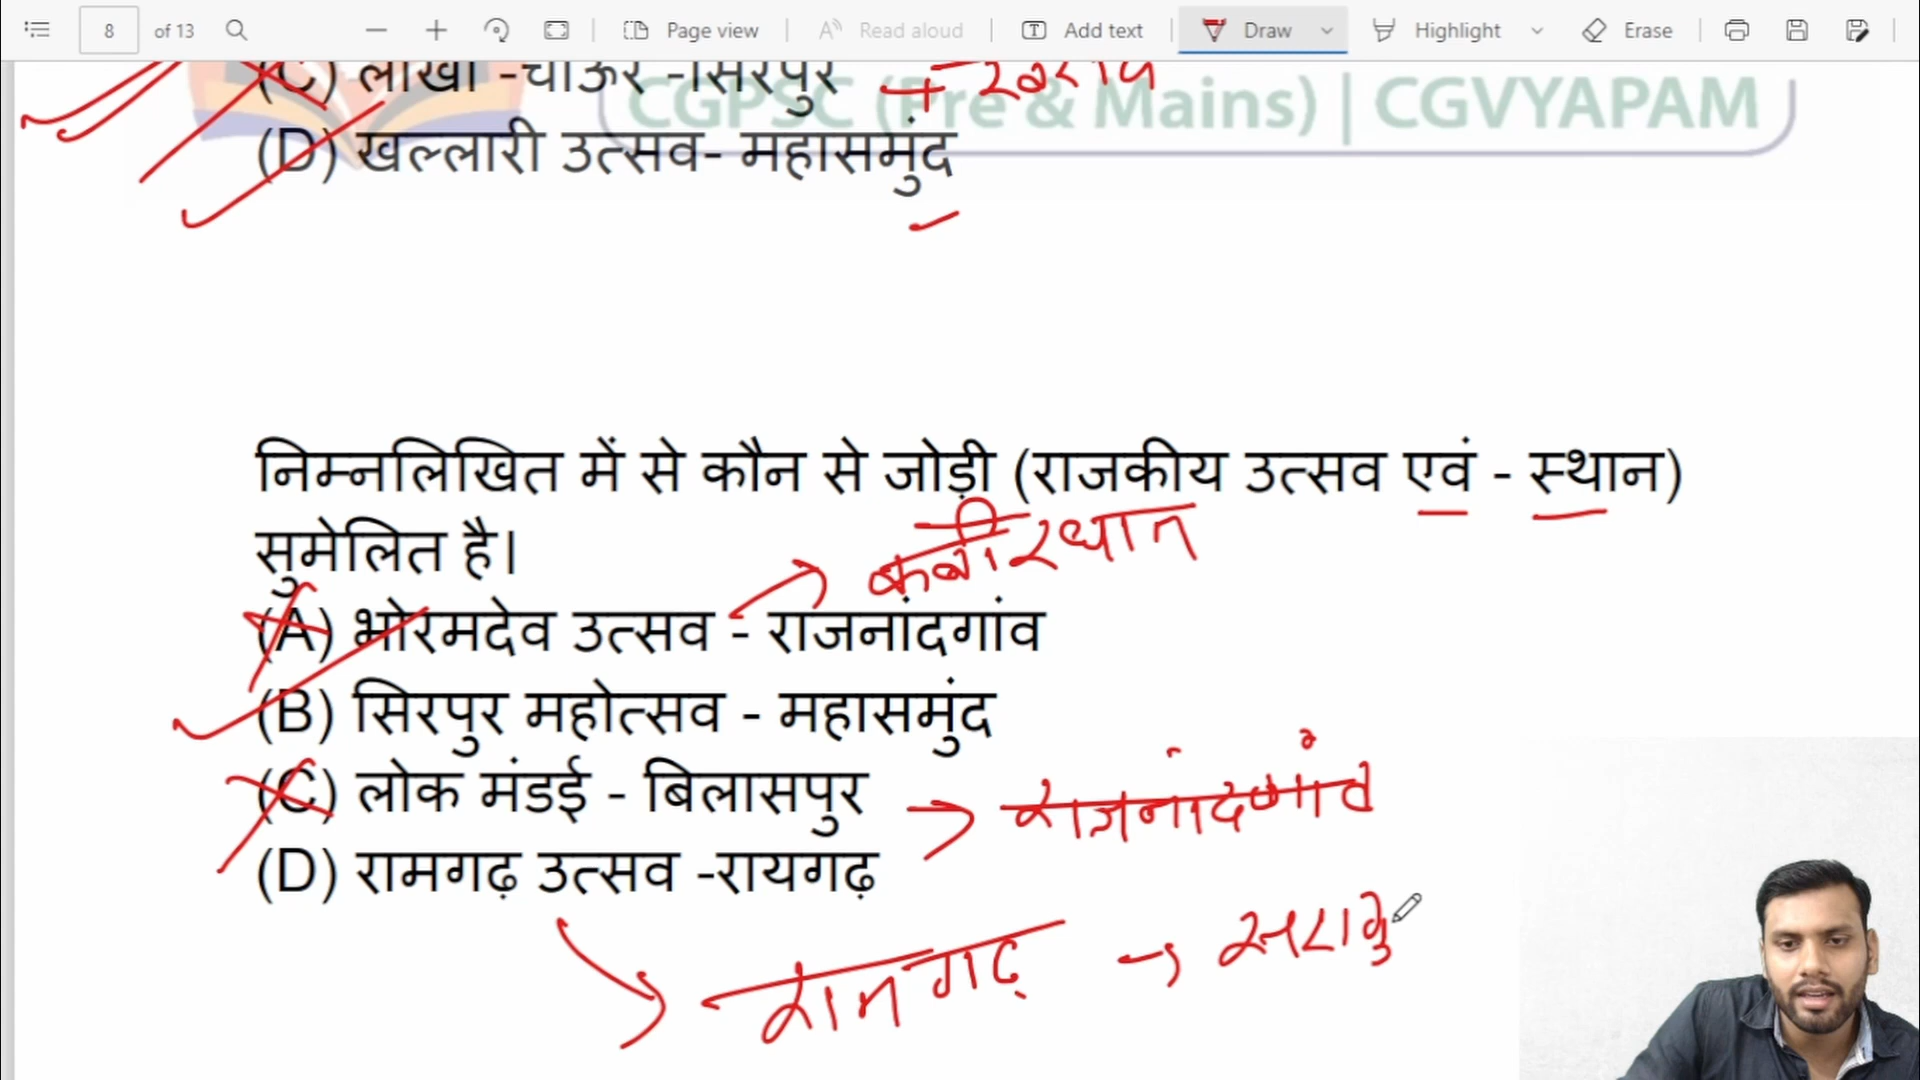 8 of 13 Page view Read aloud Add text Draw Highlight Erase
(C) लाखा -चाऊर -सिरपुर
CGPSC (Pre & Mains) | CGVYAPAM
(D) खल्लारी उत्सव- महासमुंद
निम्नलिखित में से कौन से जोड़ी (राजकीय उत्सव एवं - स्थान)
सुमेलित है।
(A) भोरमदेव उत्सव - राजनांदगांव
(B) सिरपुर महोत्सव - महासमुंद
(C) लोक मंडई - बिलासपुर
राजनांदगांव
(D) रामगढ़ उत्सव -रायगढ़
रामगढ़